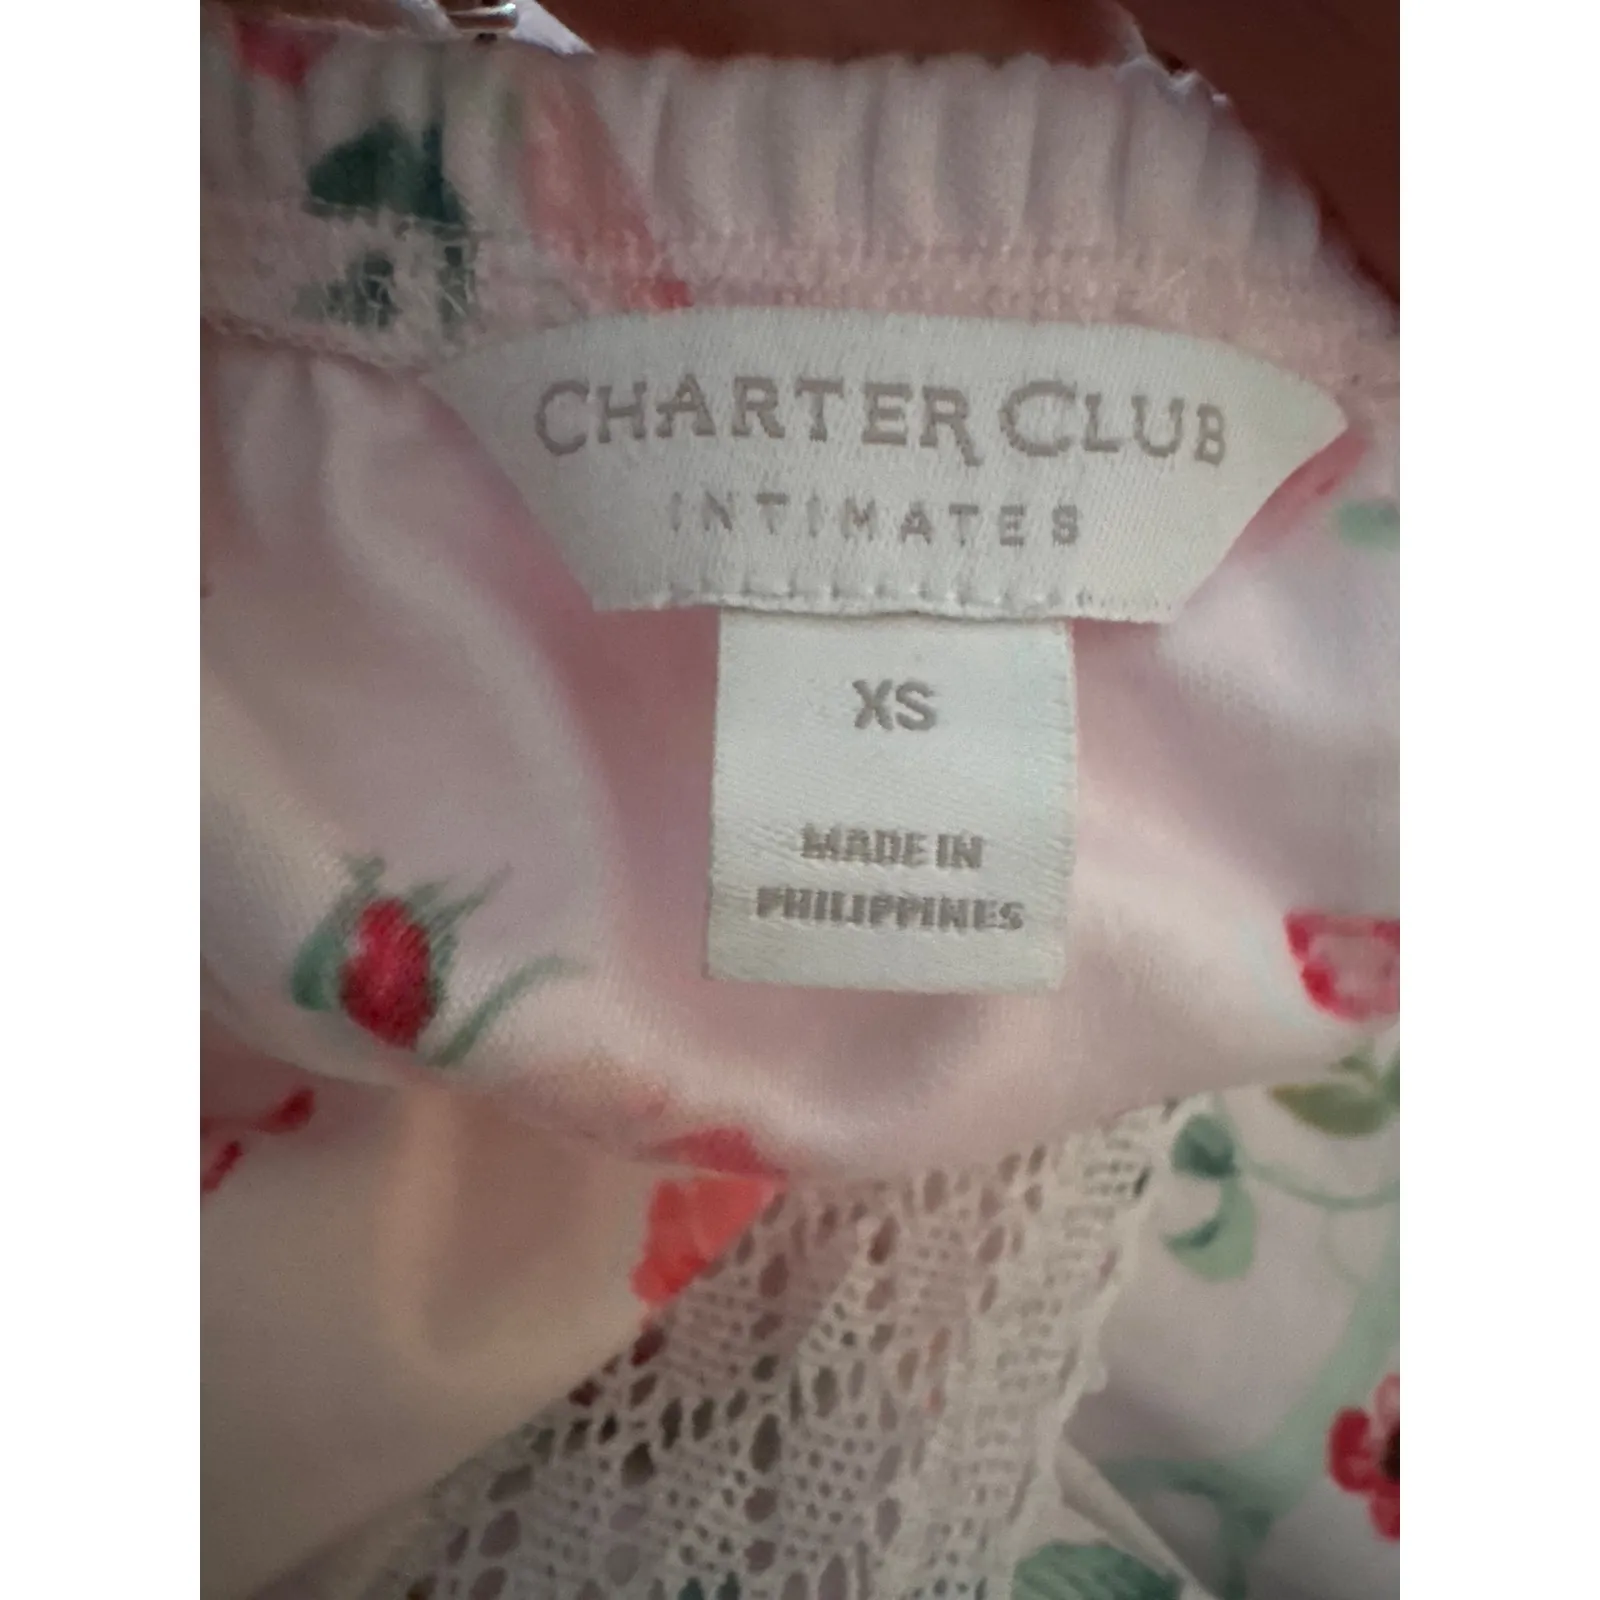 CHARTER CLUB
INTIMATES
XS
MADE IN
PHILIPPINES